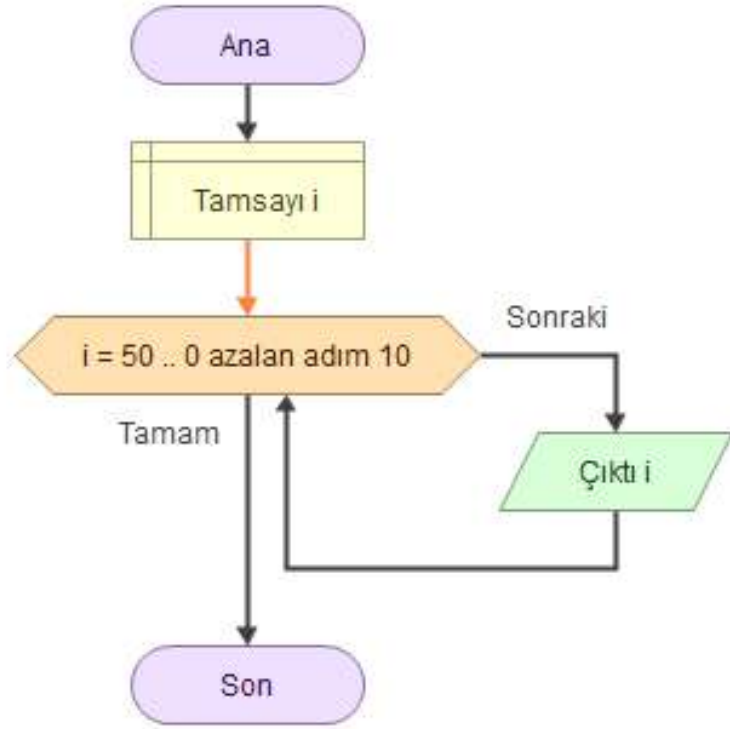 Ana
Tamsayı i
i = 50 .. 0 azalan adım 10
Sonraki
Tamam
Çıktı i
Son